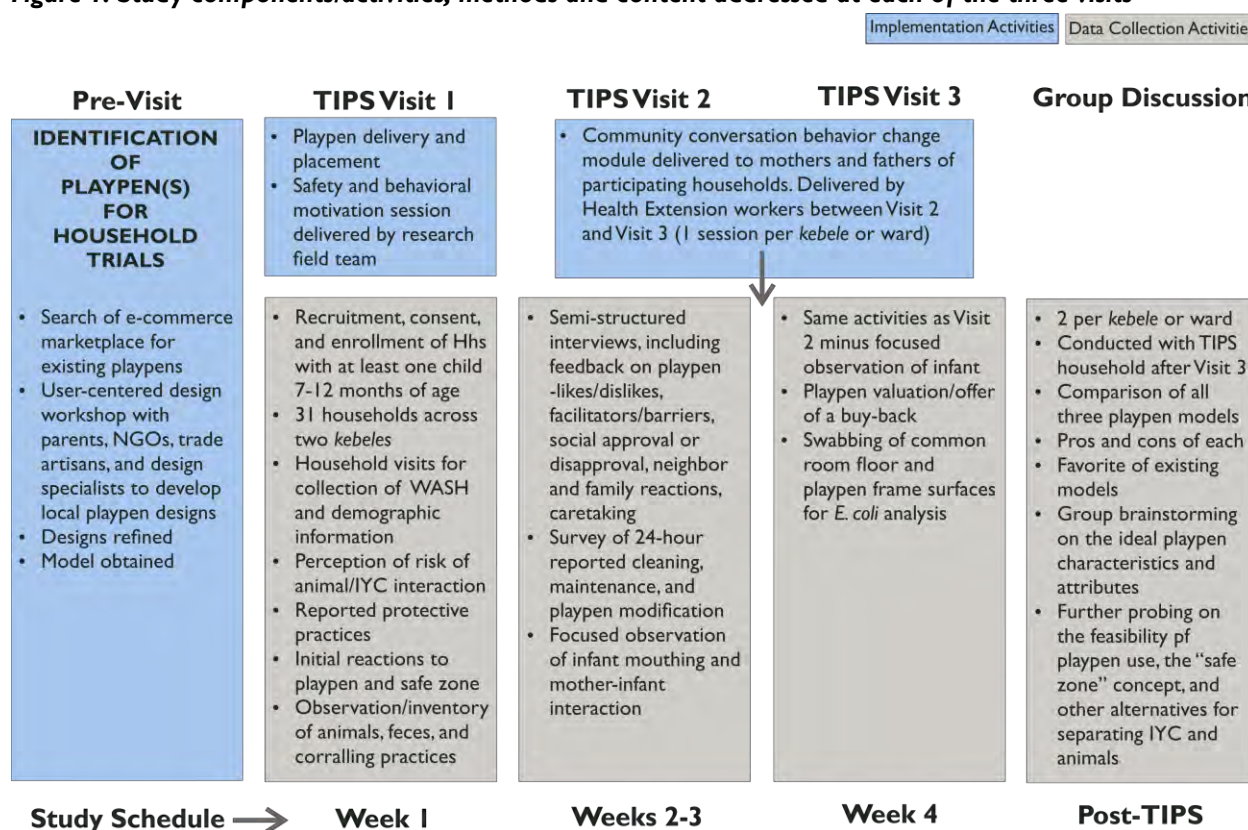 Figure 1. Study components/activities, methods and content addressed at each of the three visits
Implementation Activities
Data Collection Activitie
Pre-Visit
IDENTIFICATION
OF
PLAYPEN(S)
FOR
HOUSEHOLD
TRIALS
• Search of e-commerce
marketplace for
existing playpens
• User-centered design
workshop with
parents, NGOs, trade
artisans, and design
specialists to develop
local playpen designs
• Designs refined
• Model obtained
TIPS Visit 1
• Playpen delivery and
placement
• Safety and behavioral
motivation session
delivered by research
field team
• Recruitment, consent,
and enrollment of Hhs
with at least one child
7-12 months of age
• 31 households across
two kebeles
• Household visits for
collection of WASH
and demographic
information
• Perception of risk of
animal/IYC interaction
• Reported protective
practices
• Initial reactions to
playpen and safe zone
• Observation/inventory
of animals, feces, and
corralling practices
TIPS Visit 2
TIPS Visit 3
• Community conversation behavior change
module delivered to mothers and fathers of
participating households. Delivered by
Health Extension workers between Visit 2
and Visit 3 (1 session per kebele or ward)
• Semi-structured
interviews, including
feedback on playpen
-likes/dislikes,
facilitators/barriers,
social approval or
disapproval, neighbor
and family reactions,
caretaking
• Survey of 24-hour
reported cleaning,
maintenance, and
playpen modification
• Focused observation
of infant mouthing and
mother-infant
interaction
• Same activities as Visit
2 minus focused
observation of infant
• Playpen valuation/offer
of a buy-back
• Swabbing of common
room floor and
playpen frame surfaces
for E. coli analysis
Group Discussion
• 2 per kebele or ward
• Conducted with TIPS
household after Visit 3
• Comparison of all
three playpen models
• Pros and cons of each
• Favorite of existing
models
• Group brainstorming
on the ideal playpen
characteristics and
attributes
• Further probing on
the feasibility pf
playpen use, the “safe
zone” concept, and
other alternatives for
separating IYC and
animals
Study Schedule
Week 1
Weeks 2-3
Week 4
Post-TIPS